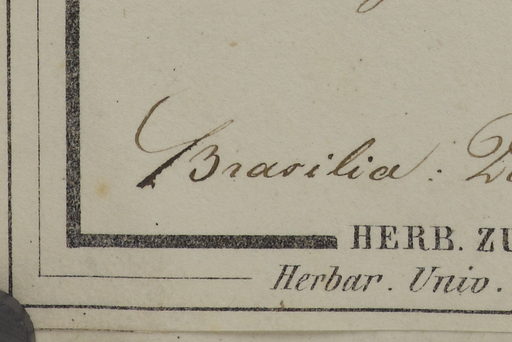 Brasilia:
HERB. ZU
Herbar. Univ.